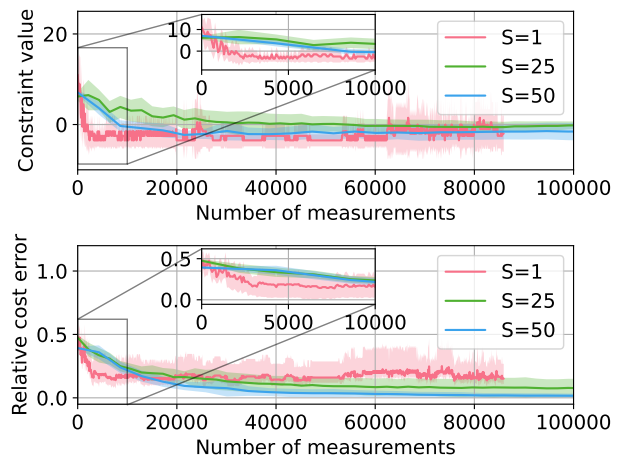 Constraint value
20
0
10
0
0
5000
10000
S=1
S=25
S=50
0
20000
40000
60000
80000
100000
Number of measurements
Relative cost error
1.0
0.5
0.0
0.5
0.0
0
5000
10000
S=1
S=25
S=50
0
20000
40000
60000
80000
100000
Number of measurements